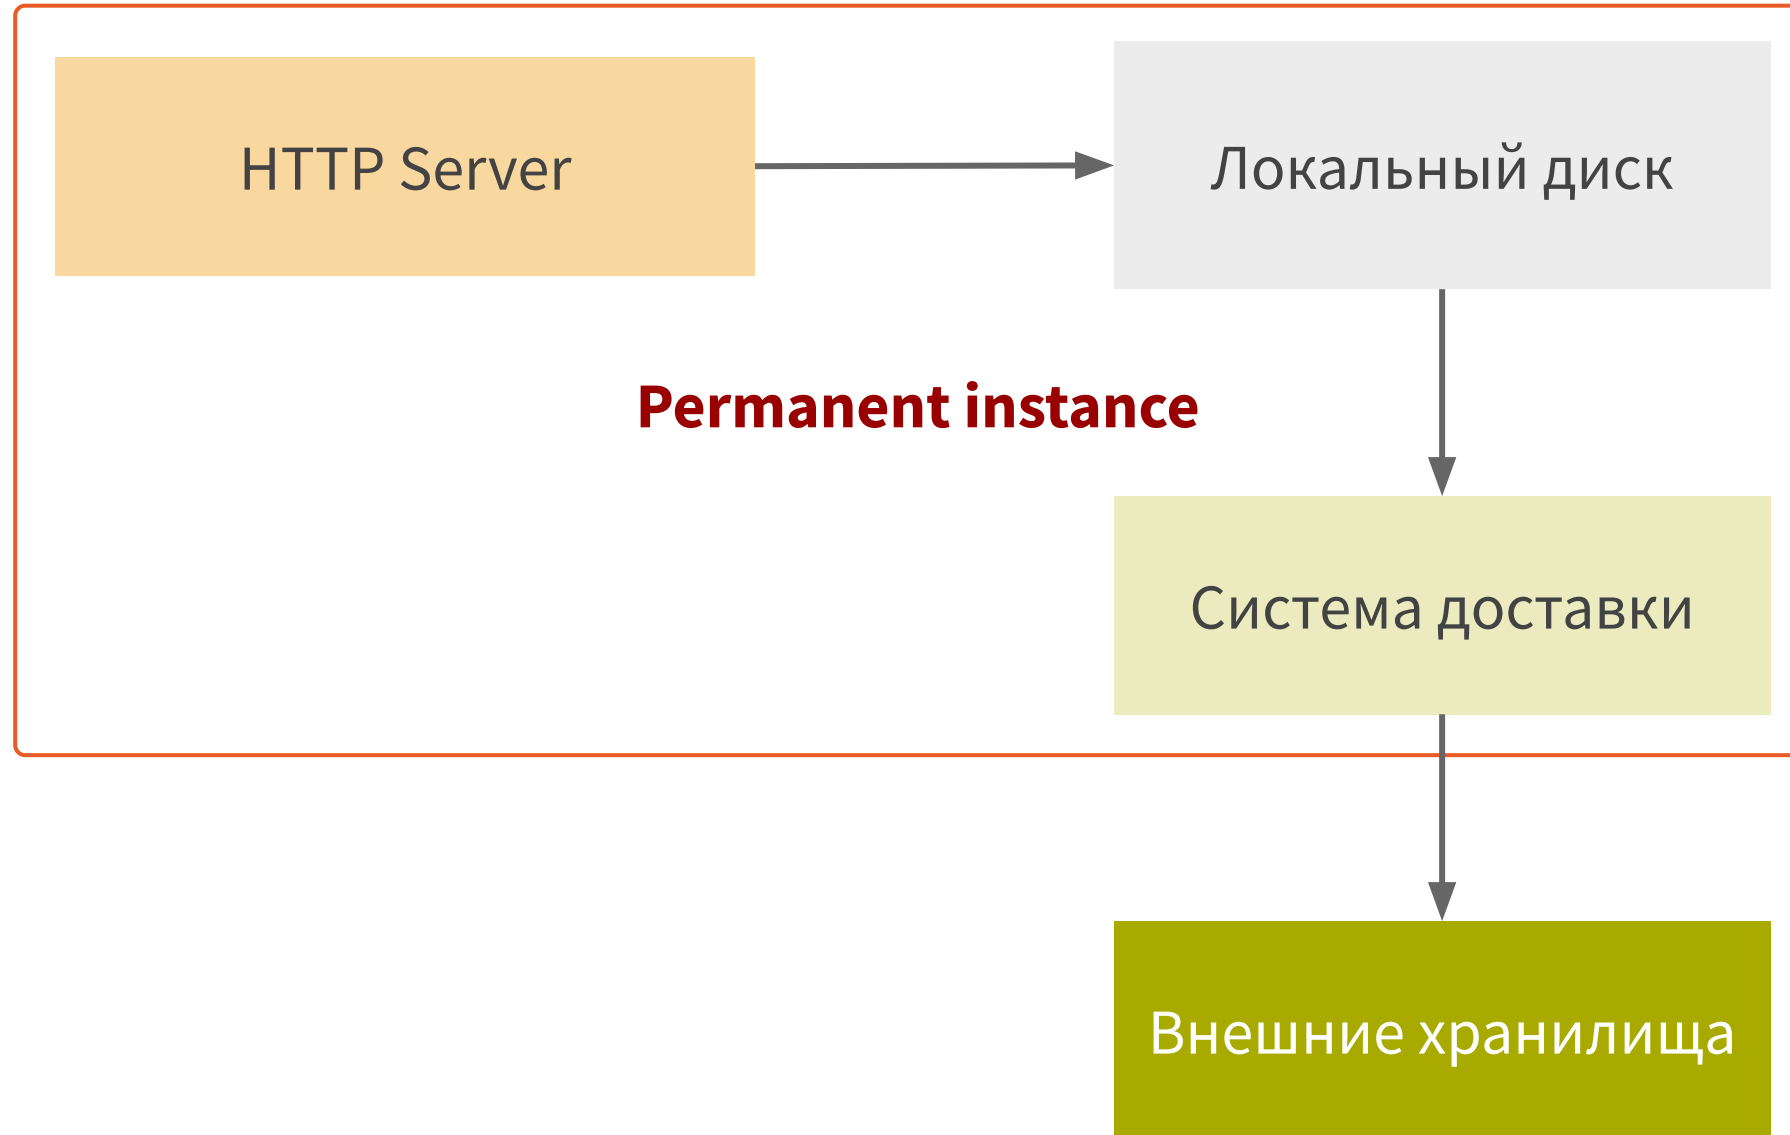 HTTP Server
Локальный диск
Permanent instance
Система доставки
Внешние хранилища